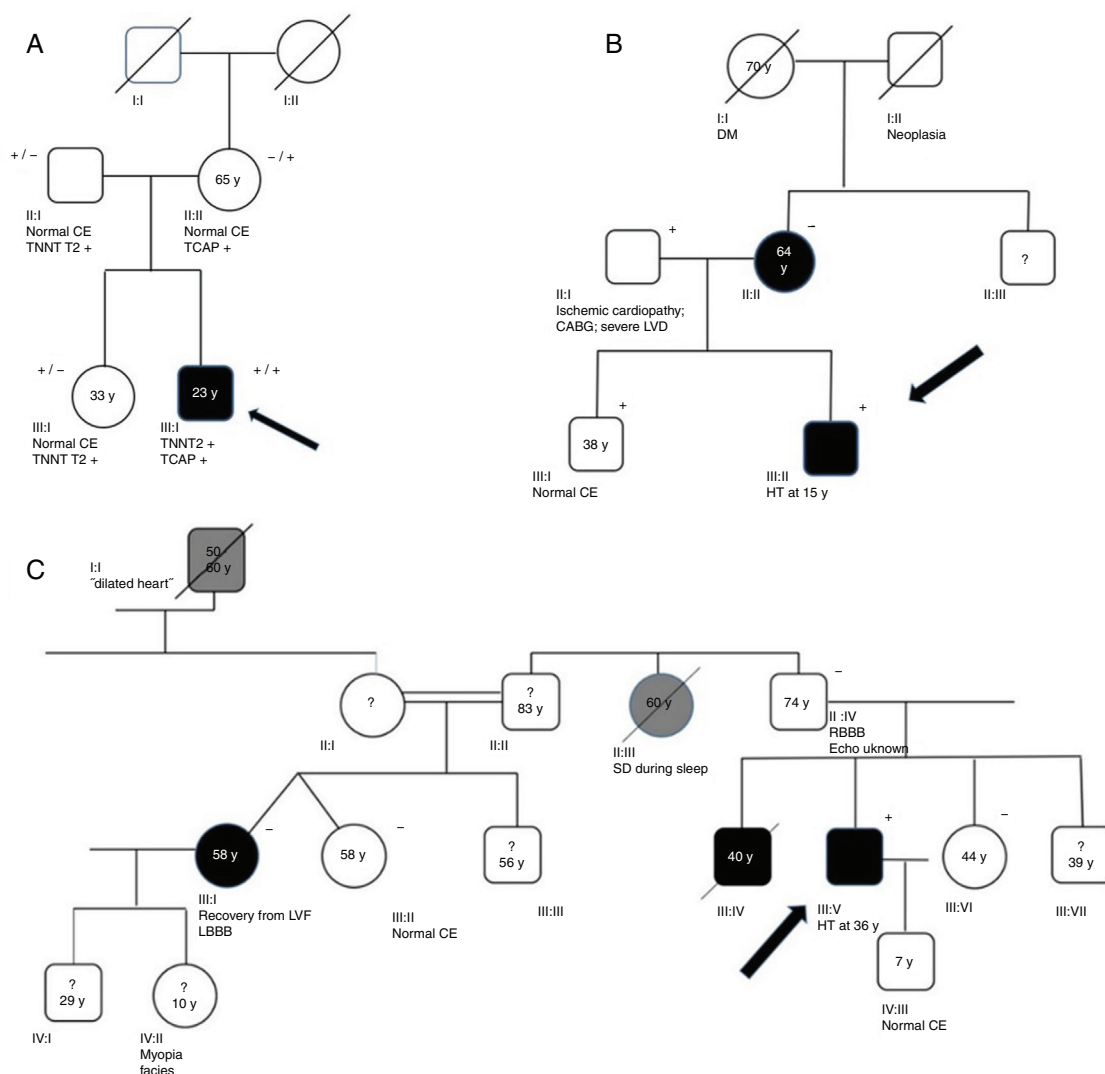 A
I:I
I:II
+ / –
– / +
65 y
II:I
Normal CE
TNNT T2 +
II:II
Normal CE
TCAP +
+ / –
+ / +
33 y
23 y
III:I
Normal CE
TNNT T2 +
III:I
TNNT2 +
TCAP +
B
70 y
I:I
DM
I:II
Neoplasia
+
–
64
y
?
II:I
Ischemic cardiopathy;
CABG; severe LVD
II:II
II:III
+
+
38 y
III:I
Normal CE
III:II
HT at 15 y
C
50-
60 y
I:I
“dilated heart”
?
?
83 y
60 y
74 y
–
II:I
II:II
II:III
SD during sleep
II :IV
RBBB
Echo uknown
58 y
–
58 y
–
?
56 y
40 y
+
–
44 y
?
39 y
III:I
Recovery from LVF
LBBB
III:II
Normal CE
III:III
III:IV
III:V
HT at 36 y
III:VI
III:VII
?
29 y
?
10 y
7 y
IV:I
IV:II
Myopia
facies
IV:III
Normal CE